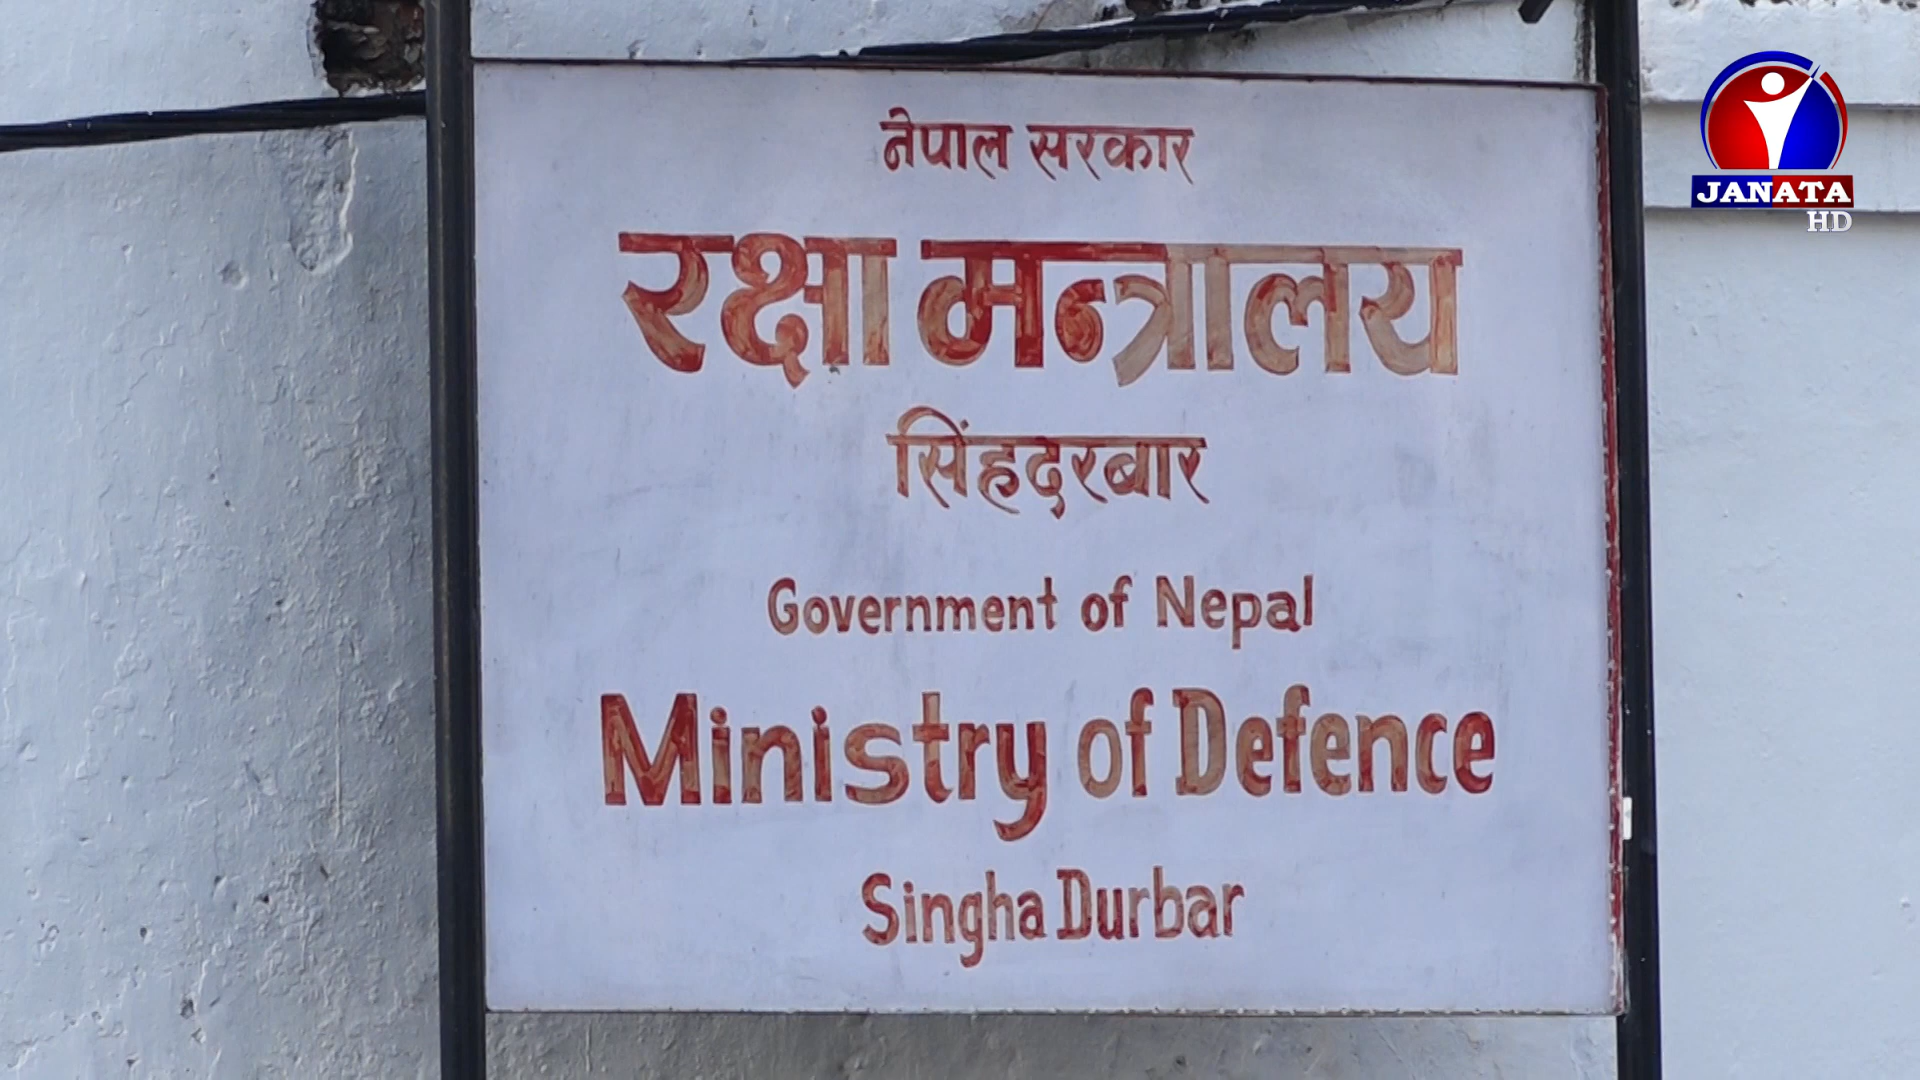 नेपाल सरकार
रक्षा मन्त्रालय
सिंहदरबार
Government of Nepal
Ministry of Defence
Singha Durbar
JANATA
HD